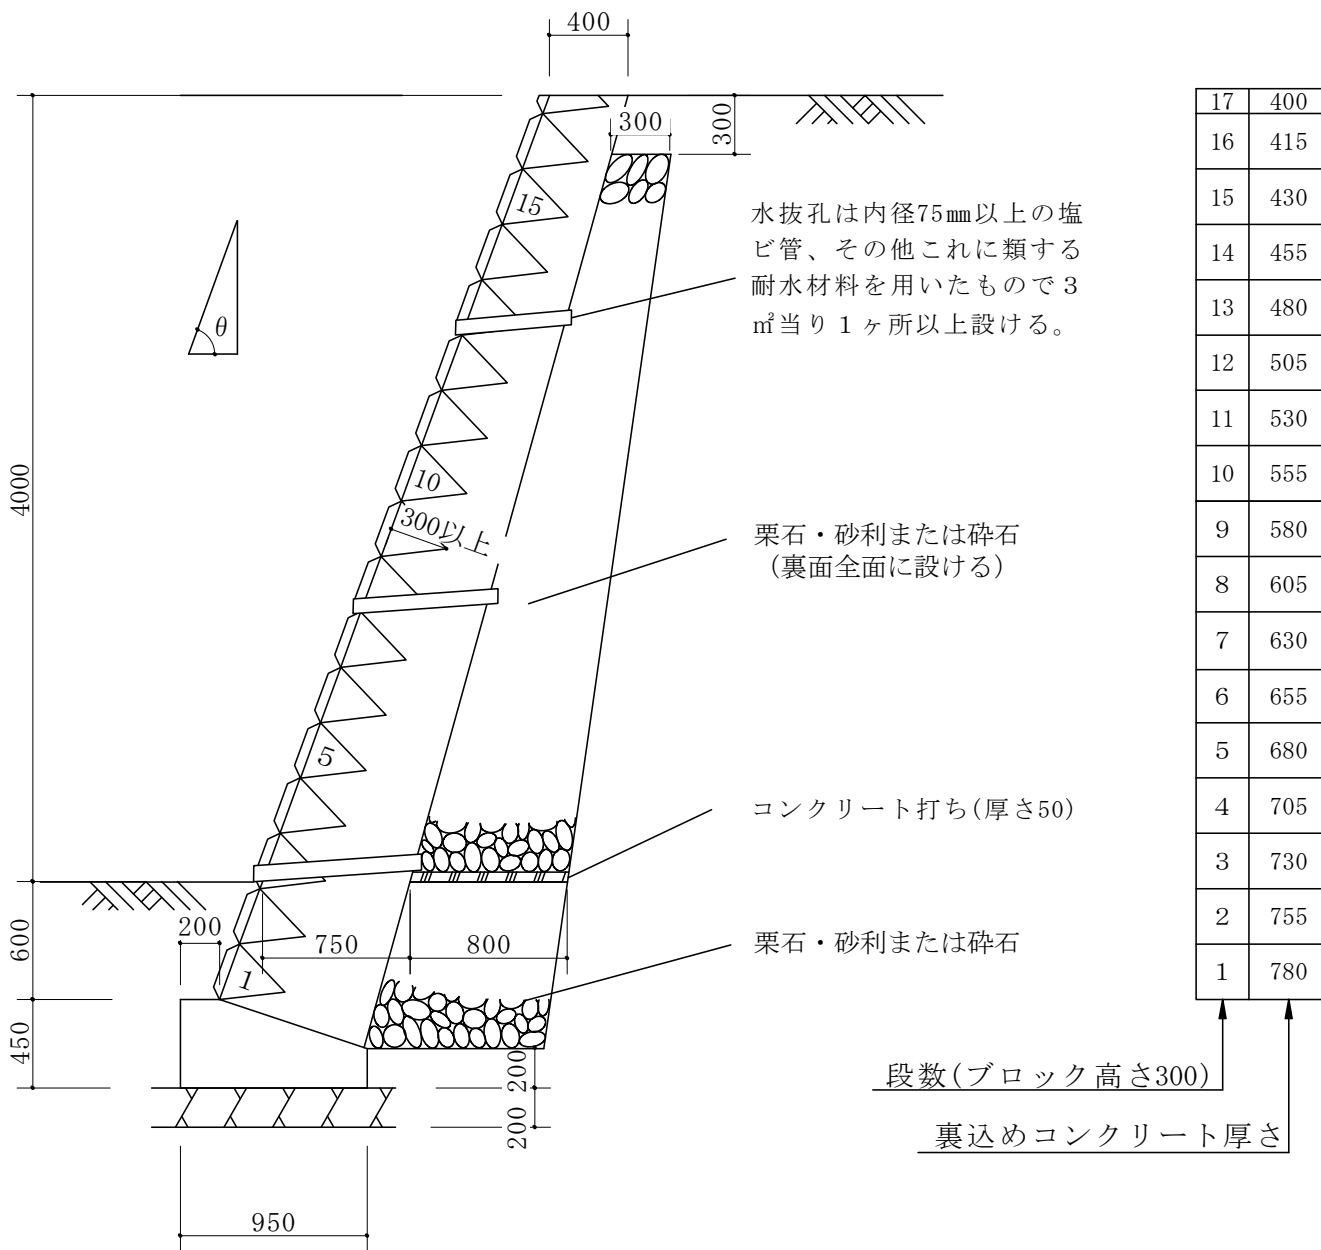 400
300
300
15
水抜孔は内径75㎜以上の塩
ビ管、その他これに類する
耐水材料を用いたもので３
㎡当り１ヶ所以上設ける。
θ
4000
10
300以上
栗石・砂利または砕石
（裏面全面に設ける）
5
コンクリート打ち(厚さ50)
200
750
800
栗石・砂利または砕石
600
1
450
200
200
950
17 400
16 415
15 430
14 455
13 480
12 505
11 530
10 555
9 580
8 605
7 630
6 655
5 680
4 705
3 730
2 755
1 780
段数(ブロック高さ300)
裏込めコンクリート厚さ